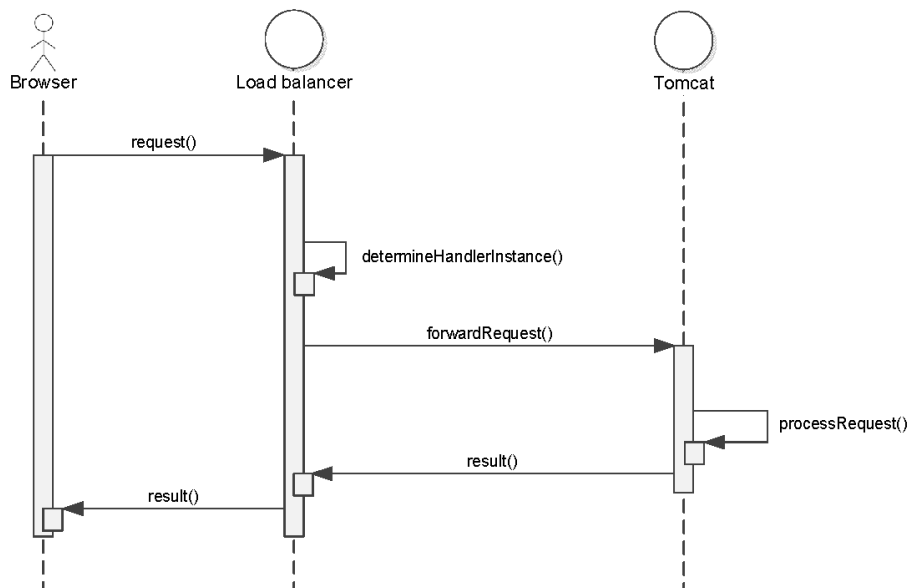 Browser
Load balancer
Tomcat
request()
determineHandlerInstance()
forwardRequest()
processRequest()
result()
result()